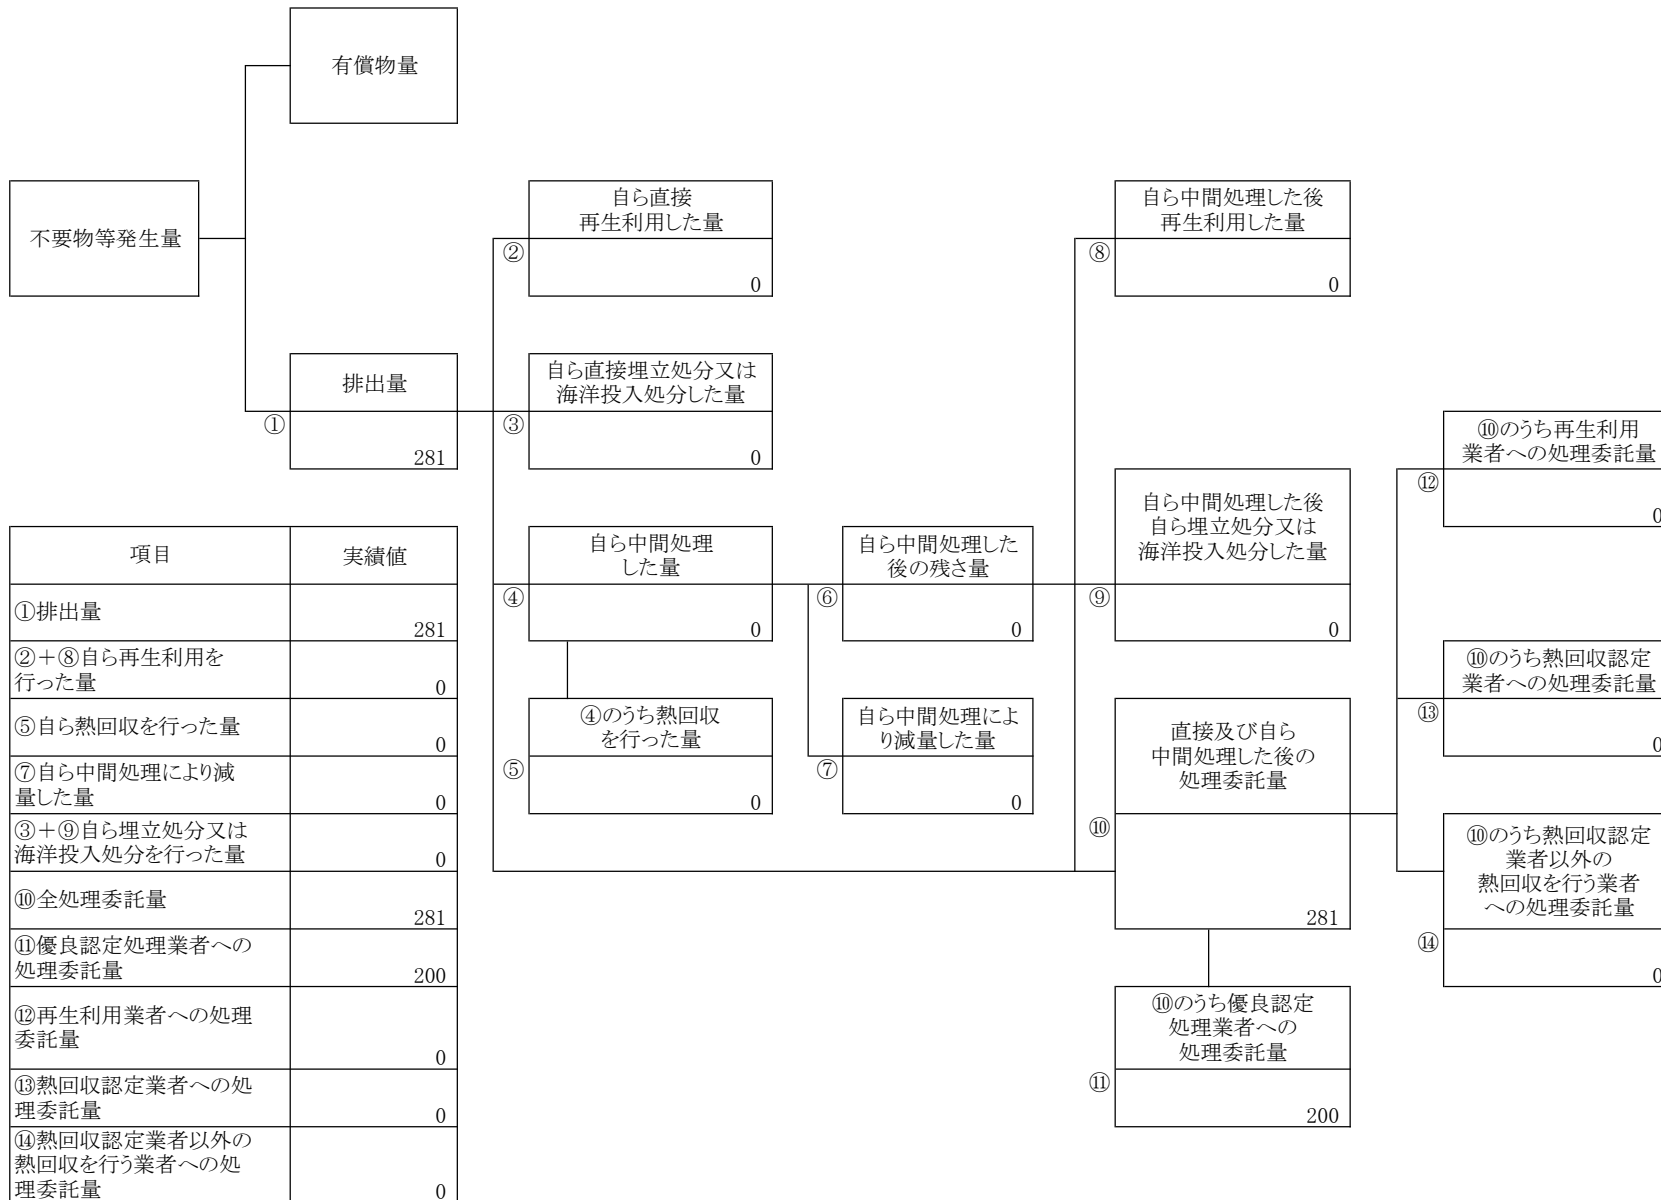 有償物量
不要物等発生量
自ら直接
再生利用した量
②
0
自ら中間処理した後
再生利用した量
⑧
0
排出量
①
281
自ら直接埋立処分又は
海洋投入処分した量
③
0
⑩のうち再生利用
業者への処理委託量
⑫
0
自ら中間処理した後
自ら埋立処分又は
海洋投入処分した量
⑨
0
自ら中間処理
した量
④
0
自ら中間処理した
後の残さ量
⑥
0
⑩のうち熱回収認定
業者への処理委託量
⑬
0
④のうち熱回収
を行った量
⑤
0
自ら中間処理によ
り減量した量
⑦
0
直接及び自ら
中間処理した後の
処理委託量
⑩
281
⑩のうち熱回収認定
業者以外の
熱回収を行う業者
への処理委託量
⑭
0
⑩のうち優良認定
処理業者への
処理委託量
⑪
200
項目 実績値
①排出量
281
②+⑧自ら再生利用を
行った量 0
⑤自ら熱回収を行った量
0
⑦自ら中間処理により減
量した量 0
③+⑨自ら埋立処分又は
海洋投入処分を行った量 0
⑩全処理委託量
281
⑪優良認定処理業者への
処理委託量 200
⑫再生利用業者への処理
委託量
0
⑬熱回収認定業者への処
理委託量 0
⑭熱回収認定業者以外の
熱回収を行う業者への処
理委託量 0